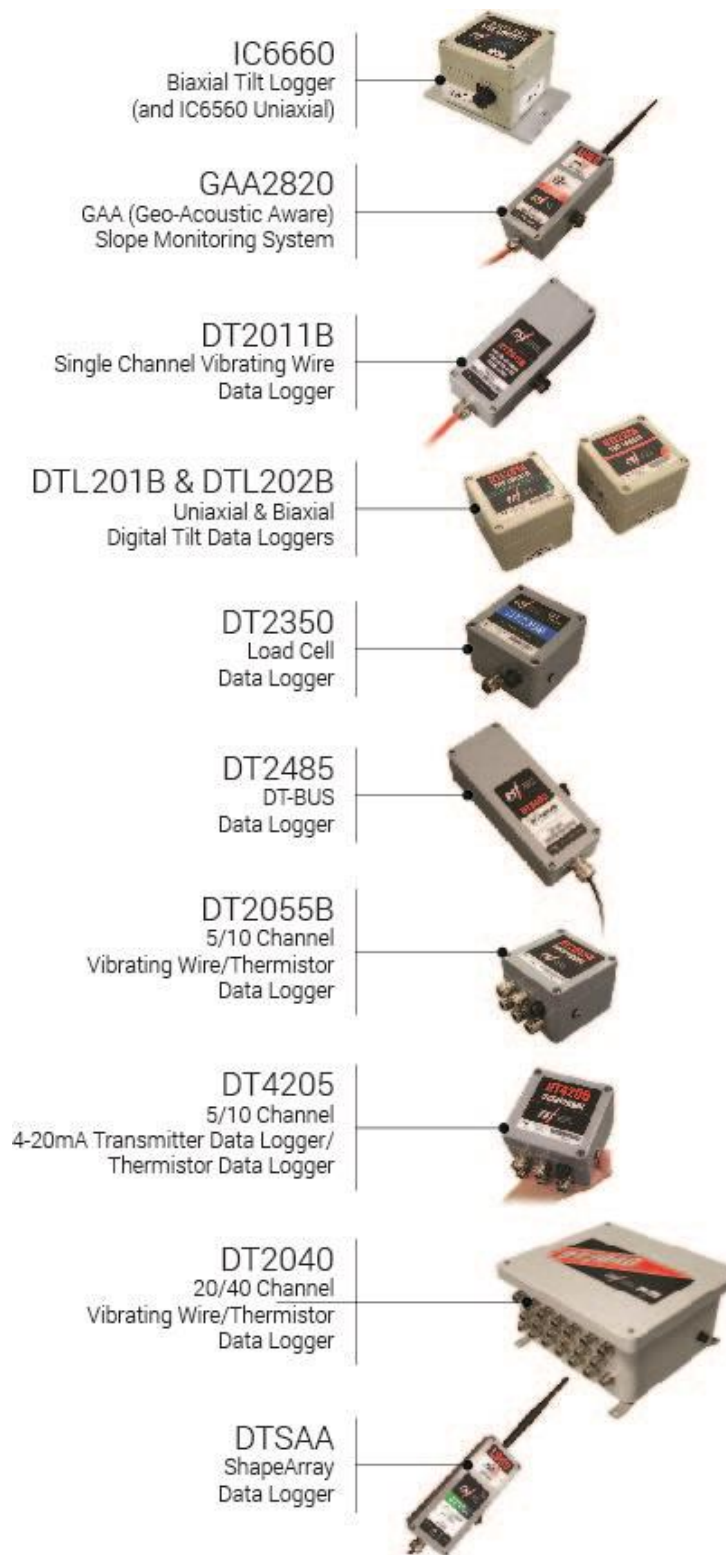 IC6660
Biaxial Tilt Logger
(and IC6560 Uniaxial)
GAA2820
GAA (Geo-Acoustic Aware)
Slope Monitoring System
DT2011B
Single Channel Vibrating Wire
Data Logger
DTL201B & DTL202B
Uniaxial & Biaxial
Digital Tilt Data Loggers
DT2350
Load Cell
Data Logger
DT2485
DT-BUS
Data Logger
DT2055B
5/10 Channel
Vibrating Wire/Thermistor
Data Logger
DT4205
5/10 Channel
4-20mA Transmitter Data Logger/
Thermistor Data Logger
DT4205
DT2040
20/40 Channel
Vibrating Wire/Thermistor
Data Logger
DT2040
DTSAA
ShapeArray
Data Logger